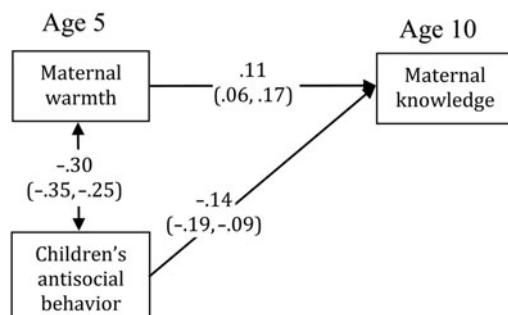 Age 5
Age 10
Maternal
warmth
.11
(.06, .17)
Maternal
knowledge
–.30
(–.35, –.25)
–.14
(–.19, –.09)
Children's
antisocial
behavior